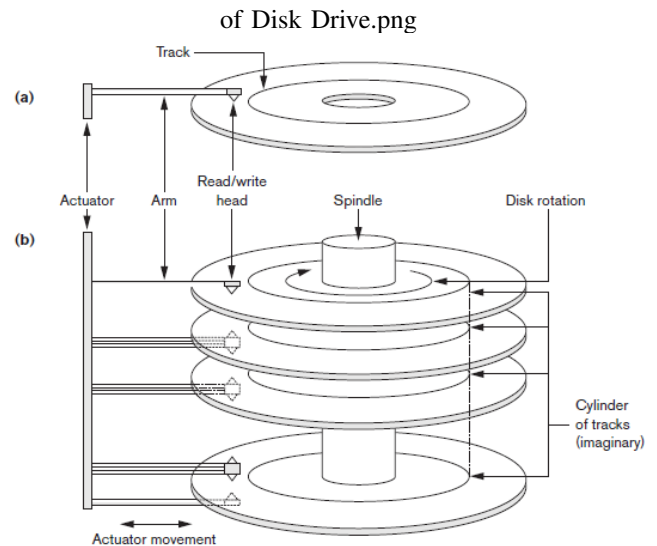 of Disk Drive.png
Track
(a)
Actuator
Arm
Read/write
head
Spindle
Disk rotation
(b)
Cylinder
of tracks
(imaginary)
Actuator movement